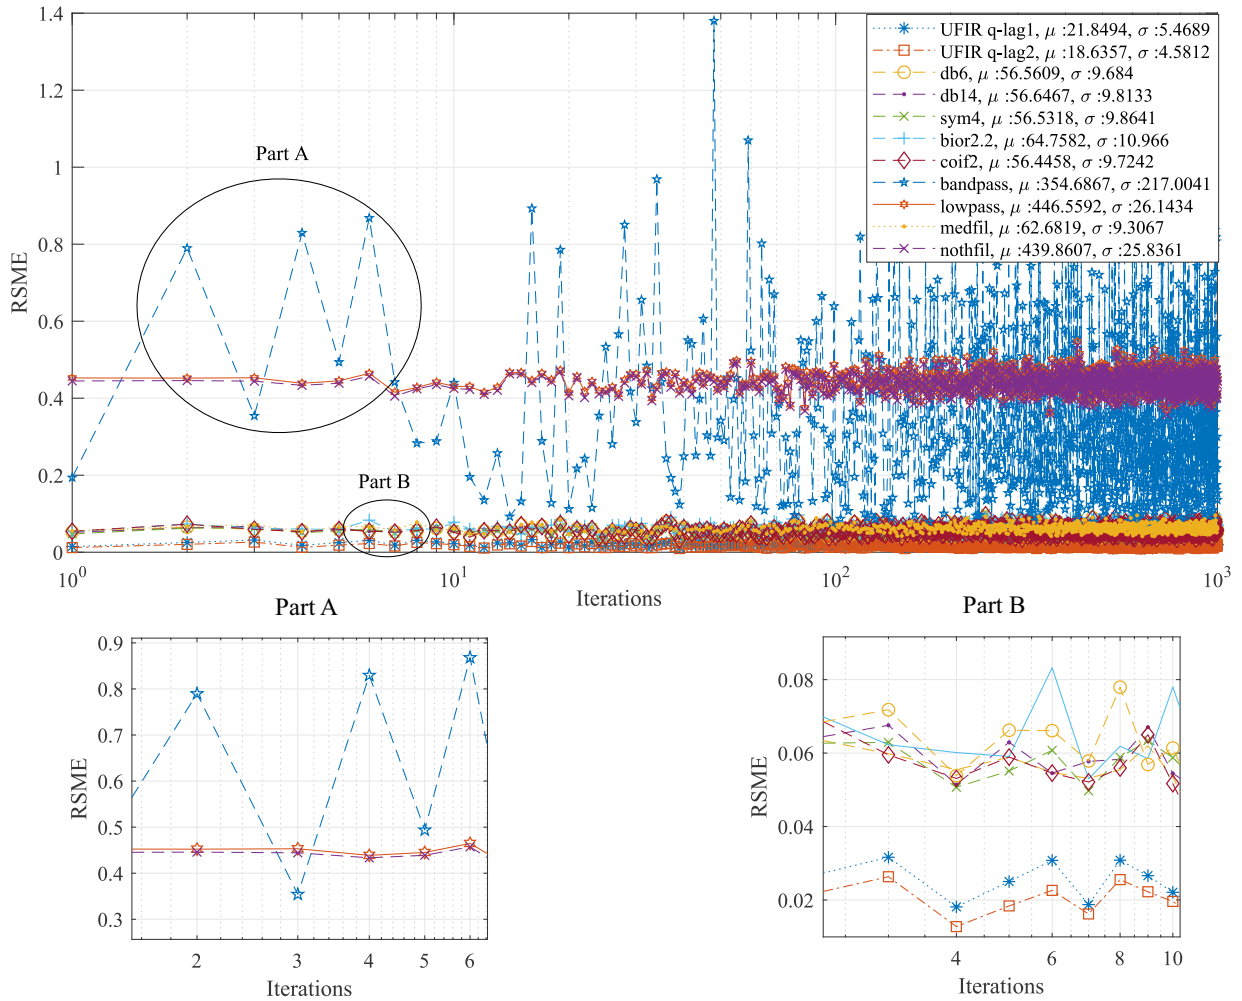 1.4
1.2
1
0.8
0.6
0.4
0.2
0
RSME
Part A
Part B
UFIR q-lag1, μ :21.8494, σ :5.4689
UFIR q-lag2, μ :18.6357, σ :4.5812
db6, μ :56.5609, σ :9.684
db14, μ :56.6467, σ :9.8133
sym4, μ :56.5318, σ :9.8641
bior2.2, μ :64.7582, σ :10.966
coif2, μ :56.4458, σ :9.7242
bandpass, μ :354.6867, σ :217.0041
lowpass, μ :446.5592, σ :26.1434
medfil, μ :62.6819, σ :9.3067
nothfil, μ :439.8607, σ :25.8361
10^0 10^1 10^2 10^3
Iterations
Part A
0.9
0.8
0.7
0.6
0.5
0.4
0.3
RSME
2 3 4 5 6
Iterations
Part B
0.08
0.06
0.04
0.02
RSME
4 6 8 10
Iterations